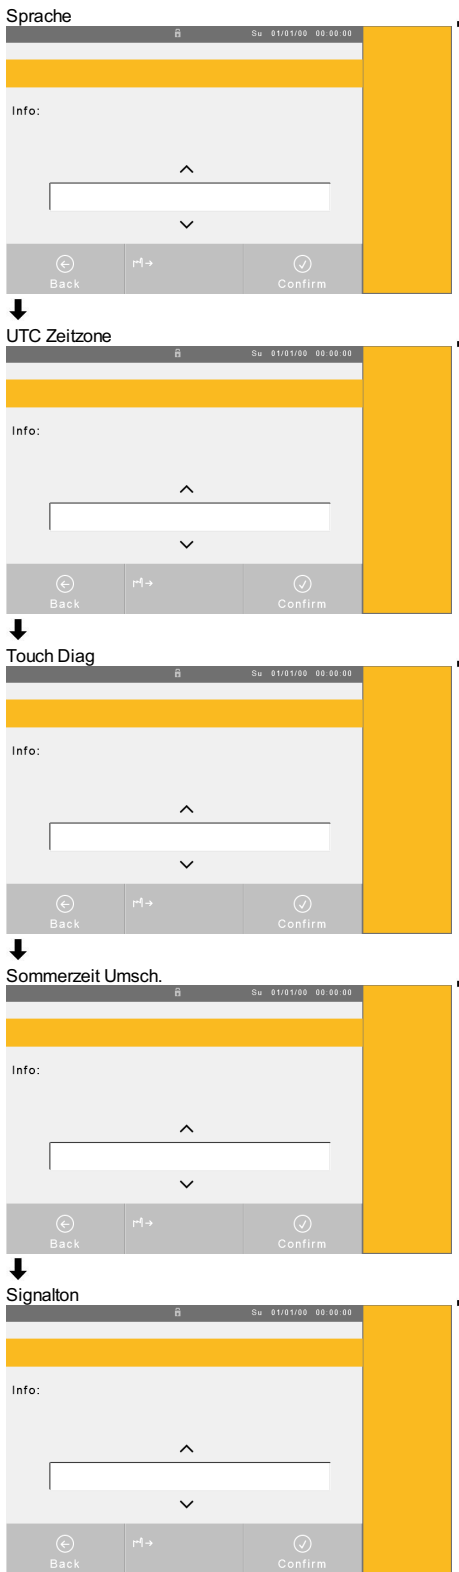 Sprache
Su 01/01/00 00:00:00
Info:
Back
Confirm
UTC Zeitzone
Su 01/01/00 00:00:00
Info:
Back
Confirm
Touch Diag
Su 01/01/00 00:00:00
Info:
Back
Confirm
Sommerzeit Umsch.
Su 01/01/00 00:00:00
Info:
Back
Confirm
Signalton
Su 01/01/00 00:00:00
Info:
Back
Confirm